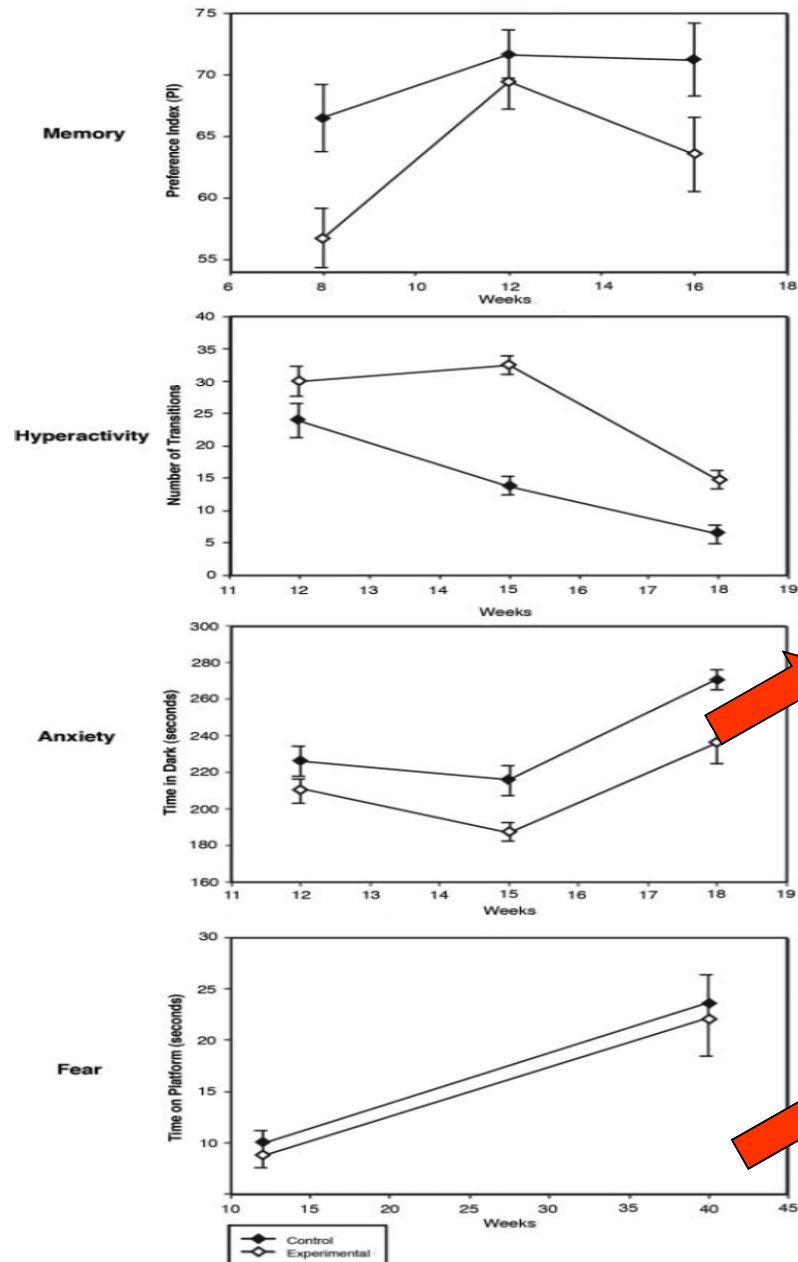 Memory
Preference Index (PI)
75
70
65
60
55
6 8 10 12 14 16 18
Weeks
Hyperactivity
Number of Transitions
40
35
30
25
20
15
10
5
0
11 12 13 14 15 16 17 18 19
Weeks
Anxiety
Time in Dark (seconds)
300
280
260
240
220
200
180
160
11 12 13 14 15 16 17 18 19
Weeks
Fear
Time on Platform (seconds)
30
25
20
15
10
10 15 20 25 30 35 40 45
Weeks
Control
Experimental